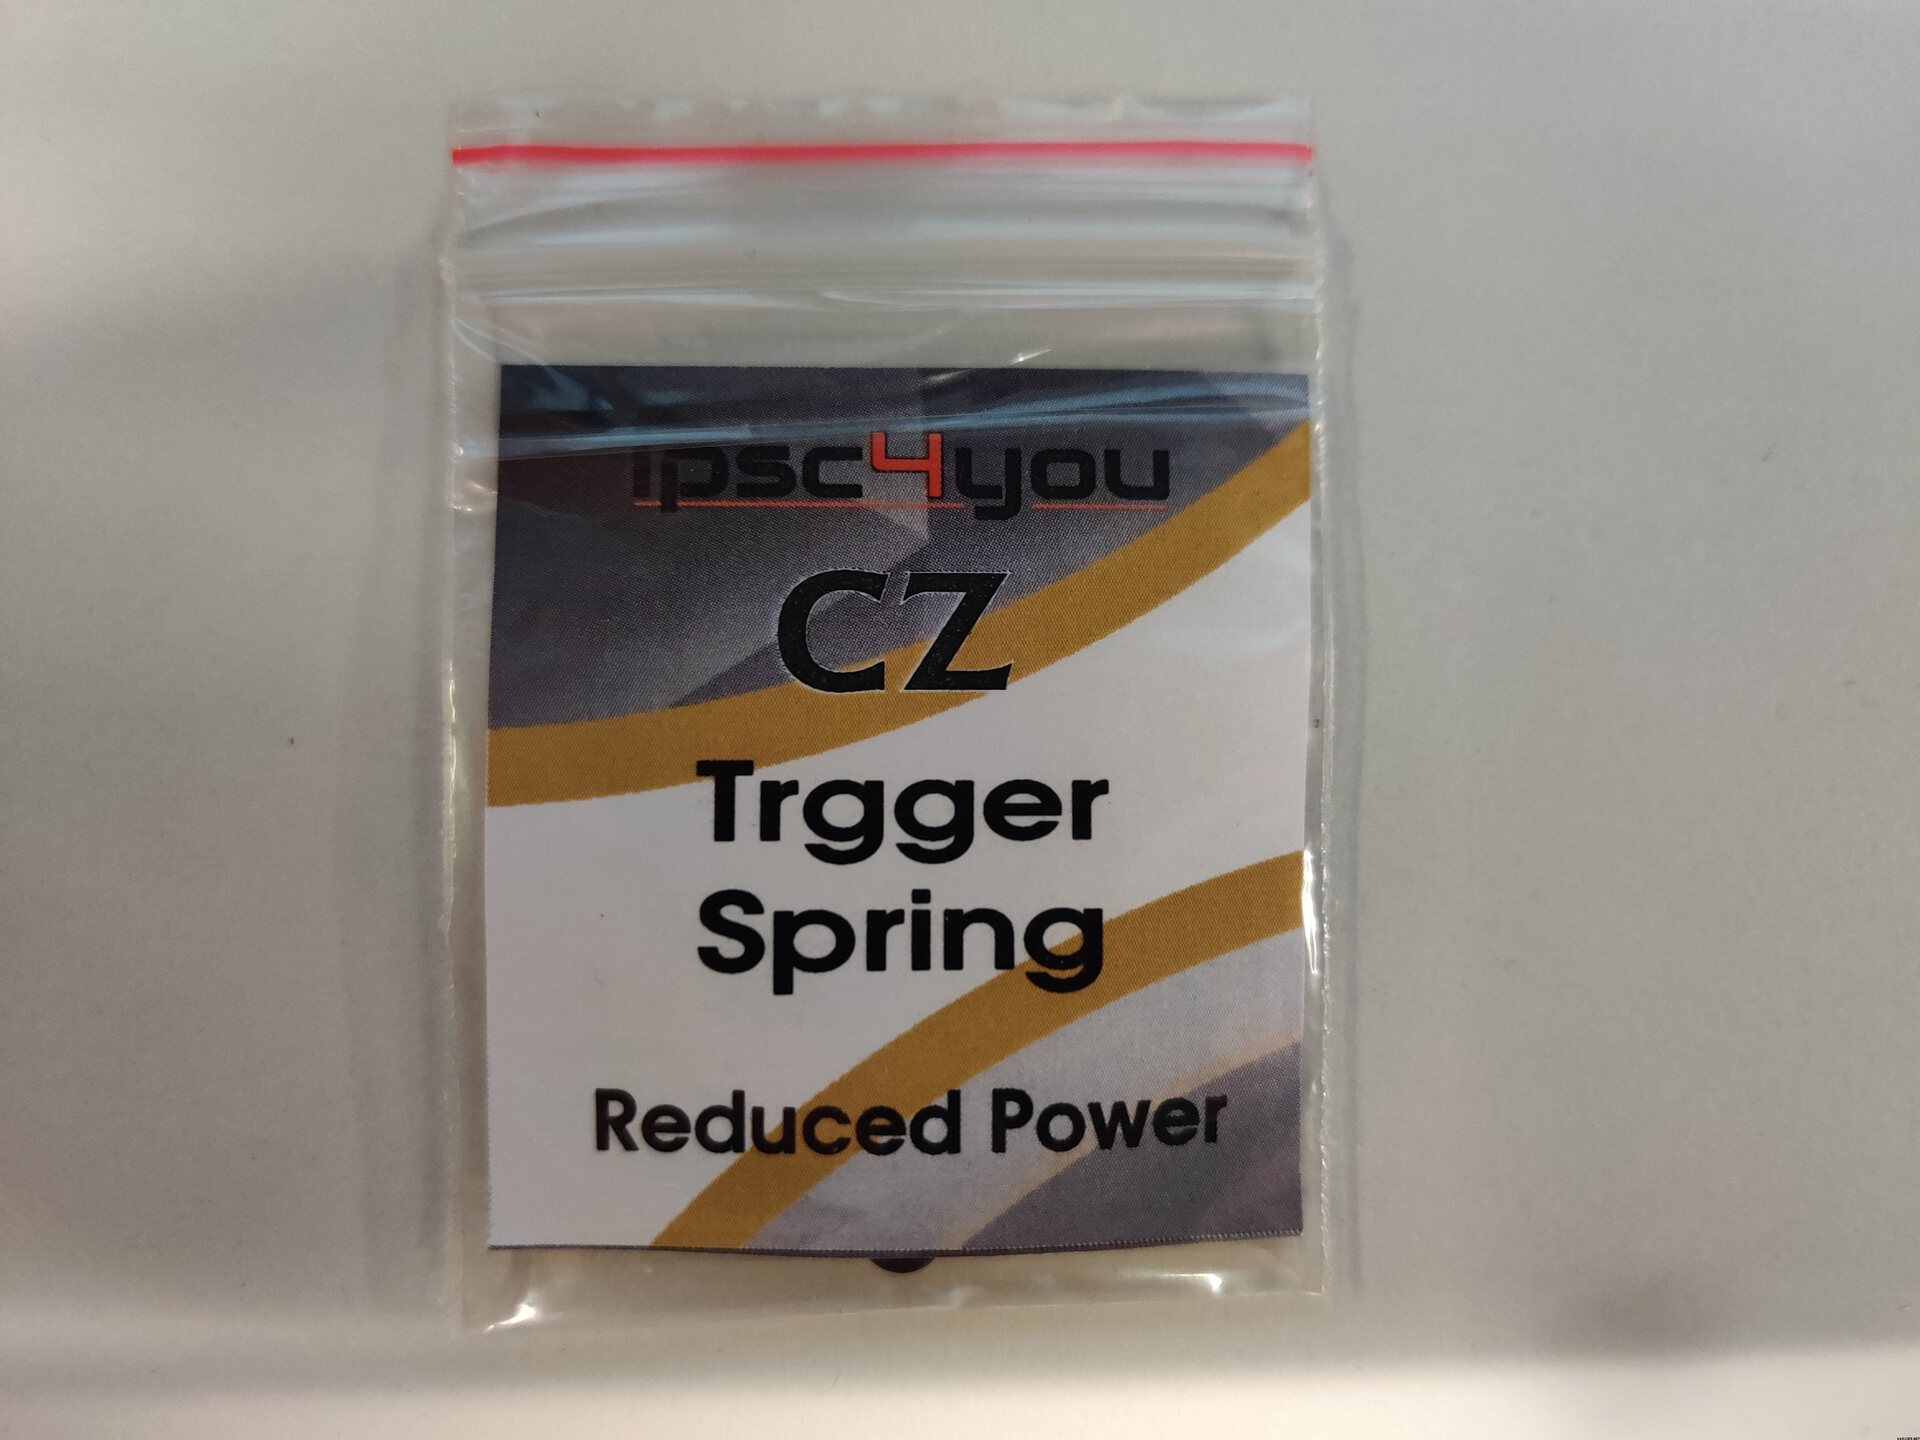 ipsc4you
CZ
Trgger
Spring
Reduced Power